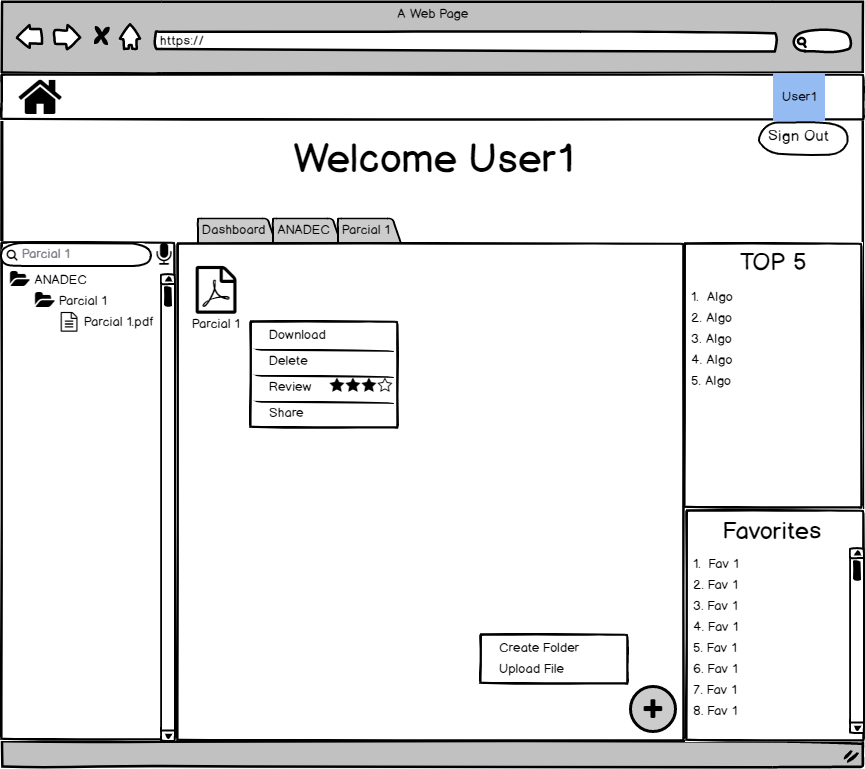 A Web Page
https://
User1
Sign Out
Welcome User1
Dashboard ANADEC Parcial 1
Parcial 1
ANADEC
Parcial 1
Parcial 1.pdf
Parcial 1
Download
Delete
Review
Share
Create Folder
Upload File
TOP 5
1. Algo
2. Algo
3. Algo
4. Algo
5. Algo
Favorites
1. Fav 1
2. Fav 1
3. Fav 1
4. Fav 1
5. Fav 1
6. Fav 1
7. Fav 1
8. Fav 1